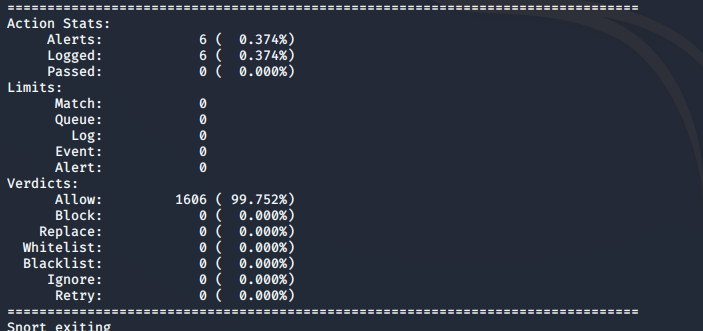 ===============================================================================
Action Stats:
     Alerts:            6 (  0.374%)
     Logged:            6 (  0.374%)
     Passed:            0 (  0.000%)
Limits:
      Match:            0
      Queue:            0
        Log:            0
      Event:            0
      Alert:            0
Verdicts:
      Allow:         1606 ( 99.752%)
      Block:            0 (  0.000%)
    Replace:            0 (  0.000%)
  Whitelist:            0 (  0.000%)
  Blacklist:            0 (  0.000%)
     Ignore:            0 (  0.000%)
      Retry:            0 (  0.000%)
===============================================================================
Snort exiting